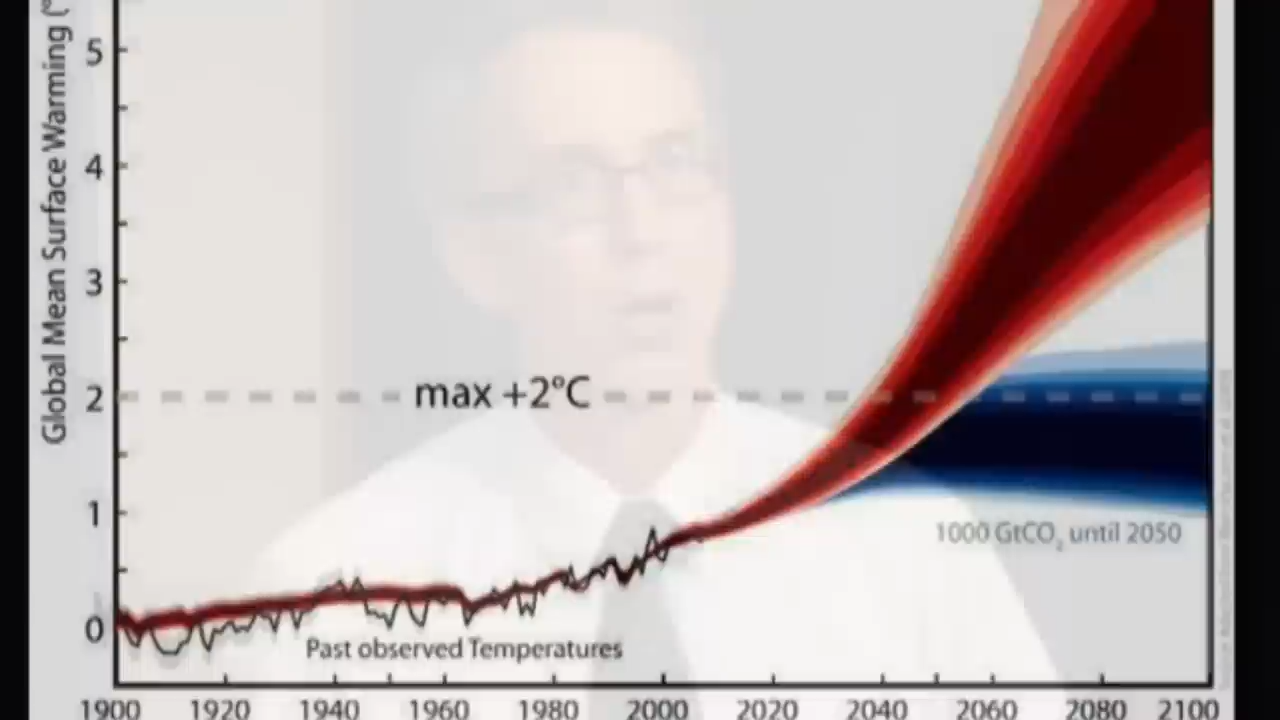 Global Mean Surface Warming (°
5
4
3
2
1
0
max +2°C
1000 GtCO₂ until 2050
Past observed Temperatures
1900 1920 1940 1960 1980 2000 2020 2040 2060 2080 2100